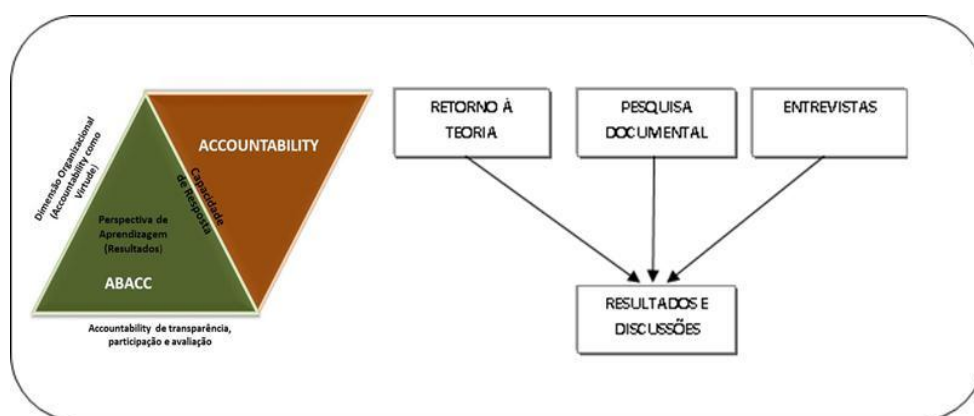 Dimensão Organizacional
(Accountability como
Virtude)
ACCOUNTABILITY
Capacidade
de Resposta
Perspectiva de
Aprendizagem
(Resultados)
ABACC
Accountability de transparência,
participação e avaliação
RETORNO À
TEORIA
PESQUISA
DOCUMENTAL
ENTREVISTAS
RESULTADOS E
DISCUSSÕES